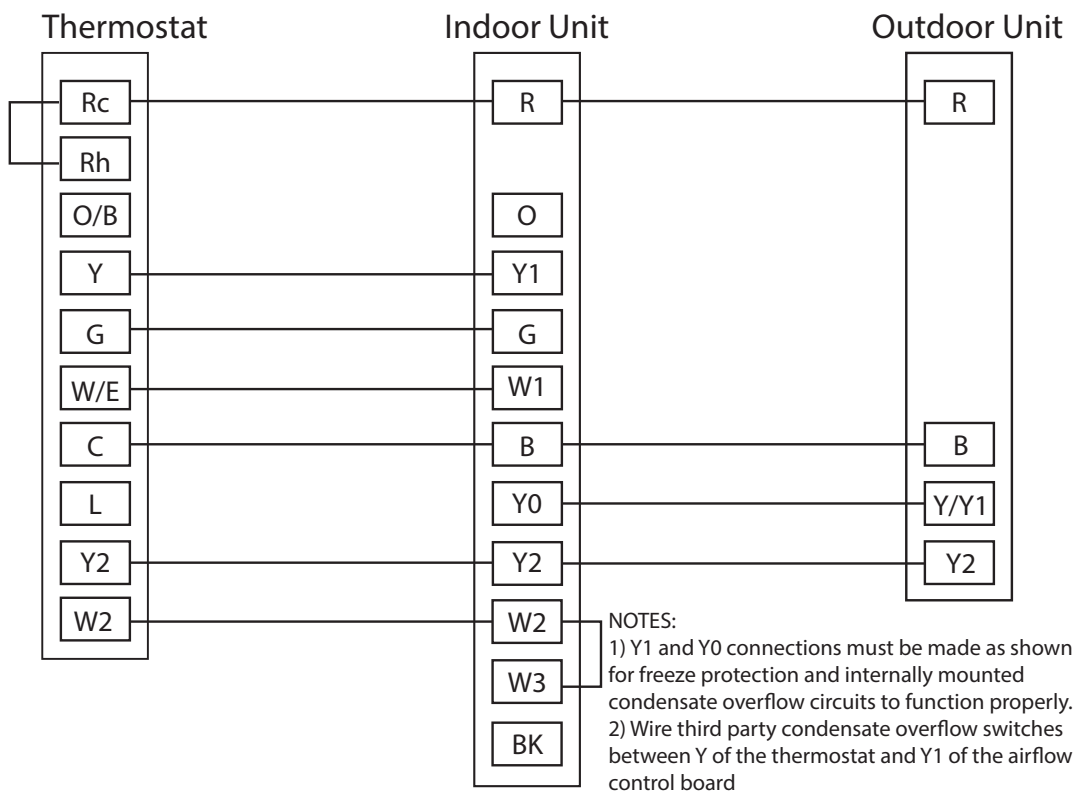 Thermostat
Indoor Unit
Outdoor Unit
Rc
R
R
Rh
O/B
O
Y
Y1
G
G
W/E
W1
C
B
B
L
Y0
Y/Y1
Y2
Y2
Y2
W2
W2
W3
BK
NOTES:
1) Y1 and Y0 connections must be made as shown
for freeze protection and internally mounted
condensate overflow circuits to function properly.
2) Wire third party condensate overflow switches
between Y of the thermostat and Y1 of the airflow
control board